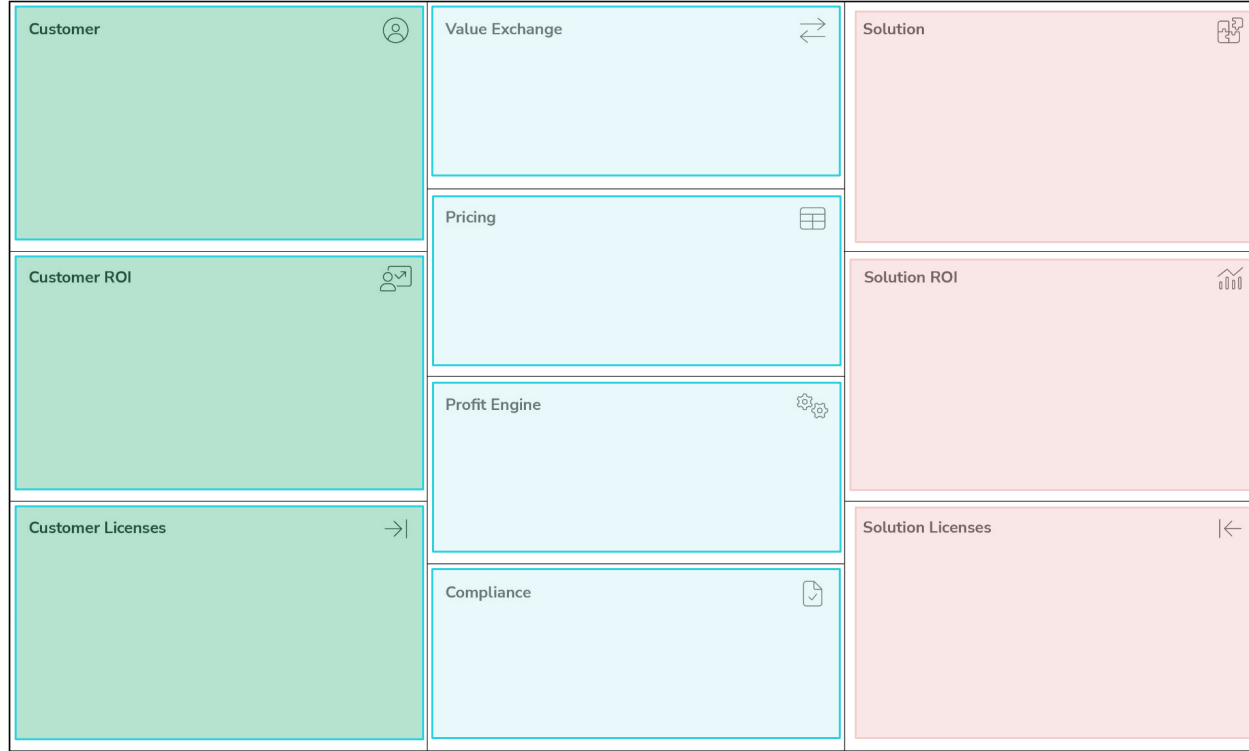 Customer
Customer ROI
Customer Licenses
Value Exchange
Pricing
Profit Engine
Compliance
Solution
Solution ROI
Solution Licenses